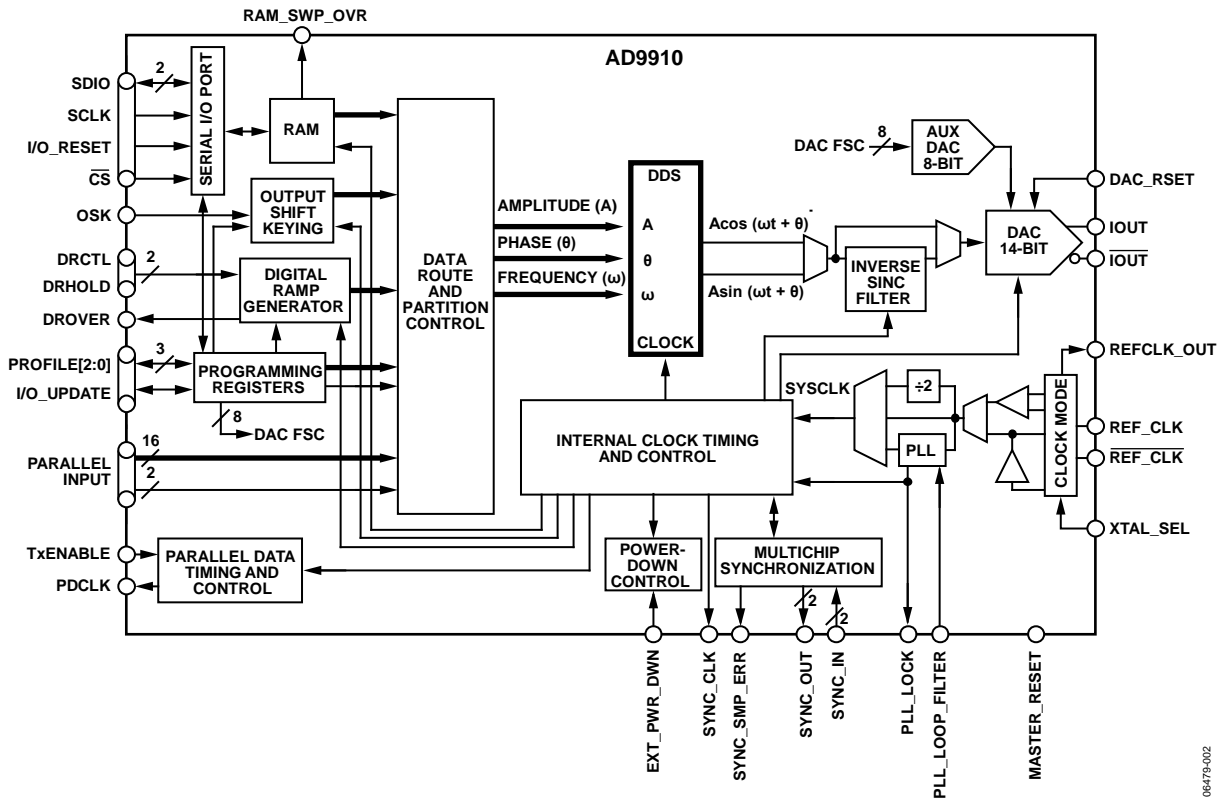 RAM_SWP_OVR
AD9910
SDIO
2
SCLK
I/O_RESET
CS
OSK
DRCTL
2
DRHOLD
DROVER
PROFILE[2:0]
3
I/O_UPDATE
PARALLEL
INPUT
16
2
TxENABLE
PDCLK
SERIAL I/O PORT
RAM
OUTPUT
SHIFT
KEYING
DIGITAL
RAMP
GENERATOR
PROGRAMMING
REGISTERS
8
DAC FSC
PARALLEL DATA
TIMING AND
CONTROL
DATA
ROUTE
AND
PARTITION
CONTROL
AMPLITUDE (A)
PHASE (θ)
FREQUENCY (ω)
DDS
A
θ
ω
CLOCK
Acos (ωt + θ)
Asin (ωt + θ)
INVERSE
SINC
FILTER
DAC FSC
8
AUX
DAC
8-BIT
DAC
14-BIT
DAC_RSET
IOUT
IOUT
INTERNAL CLOCK TIMING
AND CONTROL
SYSCLK
÷2
PLL
CLOCK MODE
REFCLK_OUT
REF_CLK
REF_CLK
XTAL_SEL
POWER-
DOWN
CONTROL
MULTICHIP
SYNCHRONIZATION
2
2
EXT_PWR_DWN
SYNC_CLK
SYNC_SMP_ERR
SYNC_OUT
SYNC_IN
PLL_LOCK
PLL_LOOP_FILTER
MASTER_RESET
06479-002